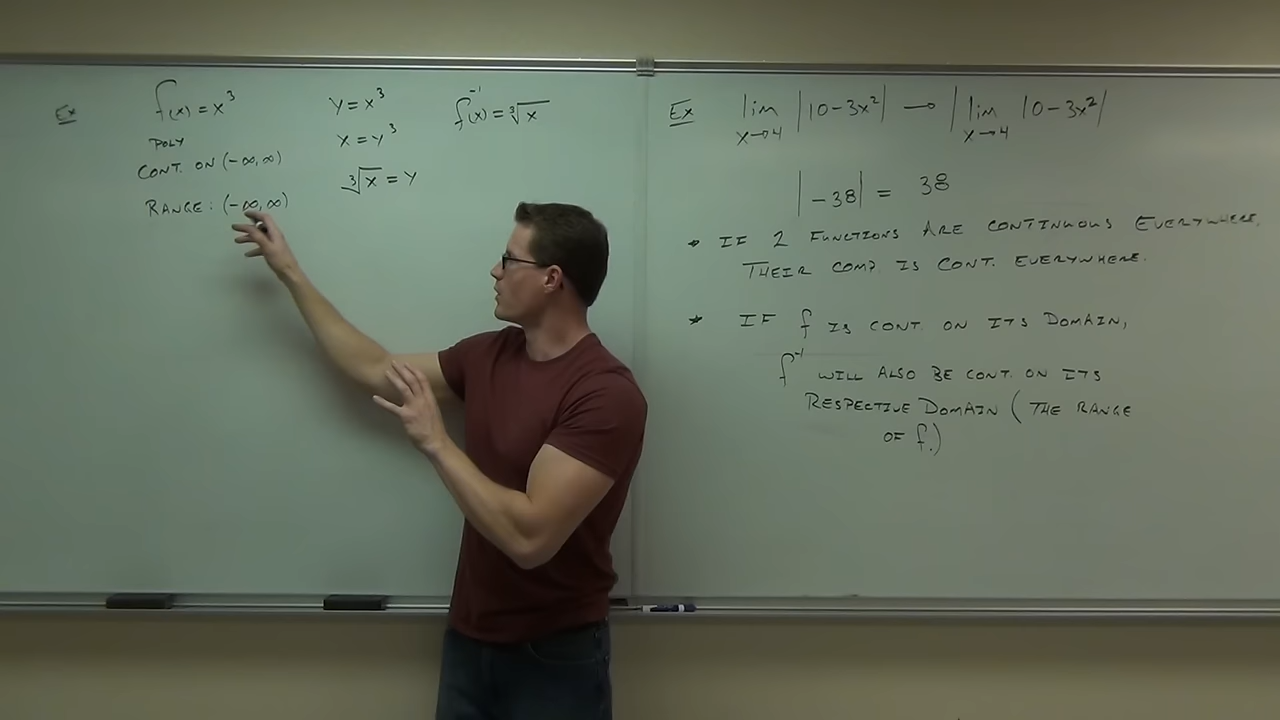 Ex f(x) = x³
POLY
CONT. ON (-∞,∞)
RANGE: (-∞,∞)
y = x³
x = y³
∛x = y
f⁻¹(x) = ∛x
Ex lim x→4 |10-3x²| → |lim x→4 10-3x²|
|-38| = 38
* IF 2 FUNCTIONS ARE CONTINUOUS EVERYWHERE,
THEIR COMP IS CONT. EVERYWHERE.
* IF f IS CONT. ON ITS DOMAIN,
f⁻¹ WILL ALSO BE CONT. ON ITS
RESPECTIVE DOMAIN (THE RANGE
OF f.)